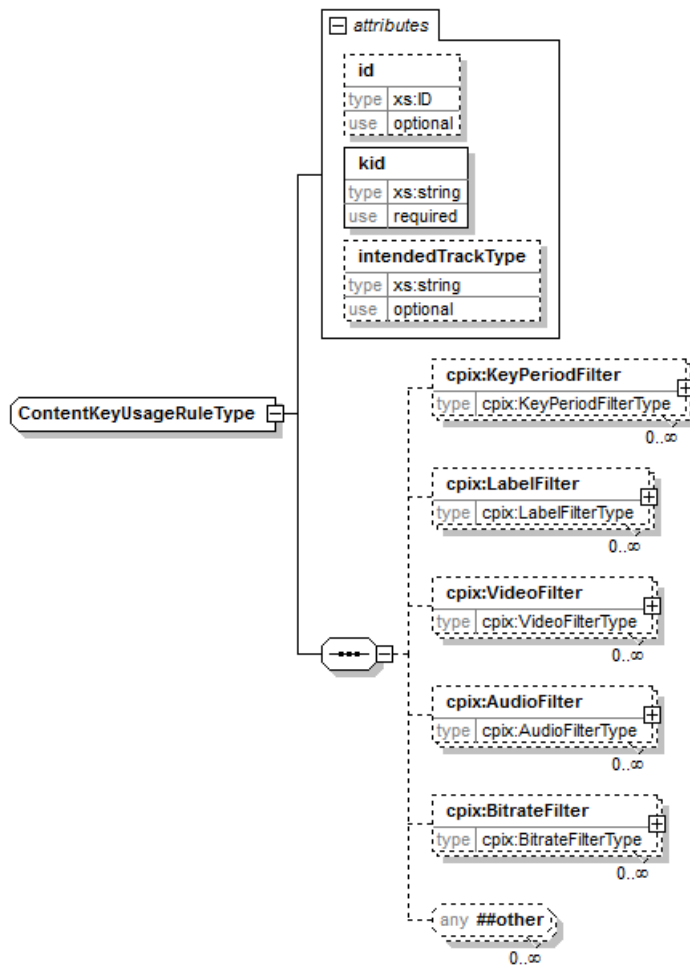 attributes
id
type xs:ID
use optional
kid
type xs:string
use required
intendedTrackType
type xs:string
use optional
ContentKeyUsageRuleType
cpix:KeyPeriodFilter
type cpix:KeyPeriodFilterType
0..∞
cpix:LabelFilter
type cpix:LabelFilterType
0..∞
cpix:VideoFilter
type cpix:VideoFilterType
0..∞
cpix:AudioFilter
type cpix:AudioFilterType
0..∞
cpix:BitrateFilter
type cpix:BitrateFilterType
0..∞
any ##other
0..∞